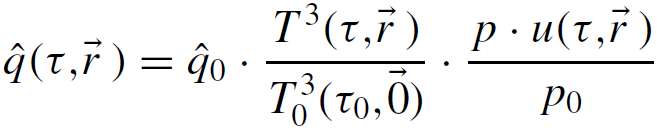 q̂(τ,r⃗ ) = q̂₀ · T³(τ,r⃗ ) / T₀³(τ₀,0⃗) · p · u(τ,r⃗ ) / p₀